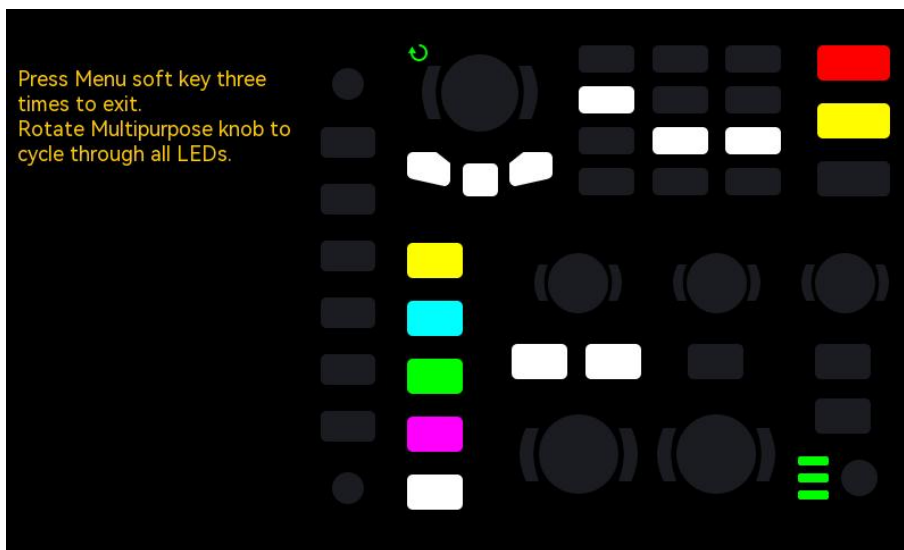 Press Menu soft key three
times to exit.
Rotate Multipurpose knob to
cycle through all LEDs.